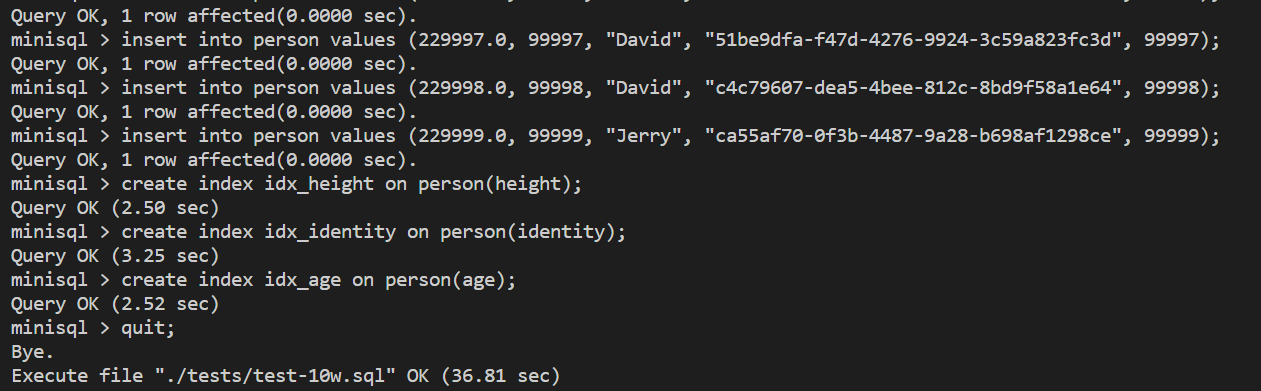 Query OK, 1 row affected(0.0000 sec).
minisql > insert into person values (229997.0, 99997, "David", "51be9dfa-f47d-4276-9924-3c59a823fc3d", 99997);
Query OK, 1 row affected(0.0000 sec).
minisql > insert into person values (229998.0, 99998, "David", "c4c79607-dea5-4bee-812c-8bd9f58a1e64", 99998);
Query OK, 1 row affected(0.0000 sec).
minisql > insert into person values (229999.0, 99999, "Jerry", "ca55af70-0f3b-4487-9a28-b698af1298ce", 99999);
Query OK, 1 row affected(0.0000 sec).
minisql > create index idx_height on person(height);
Query OK (2.50 sec)
minisql > create index idx_identity on person(identity);
Query OK (3.25 sec)
minisql > create index idx_age on person(age);
Query OK (2.52 sec)
minisql > quit;
Bye.
Execute file "./tests/test-10w.sql" OK (36.81 sec)